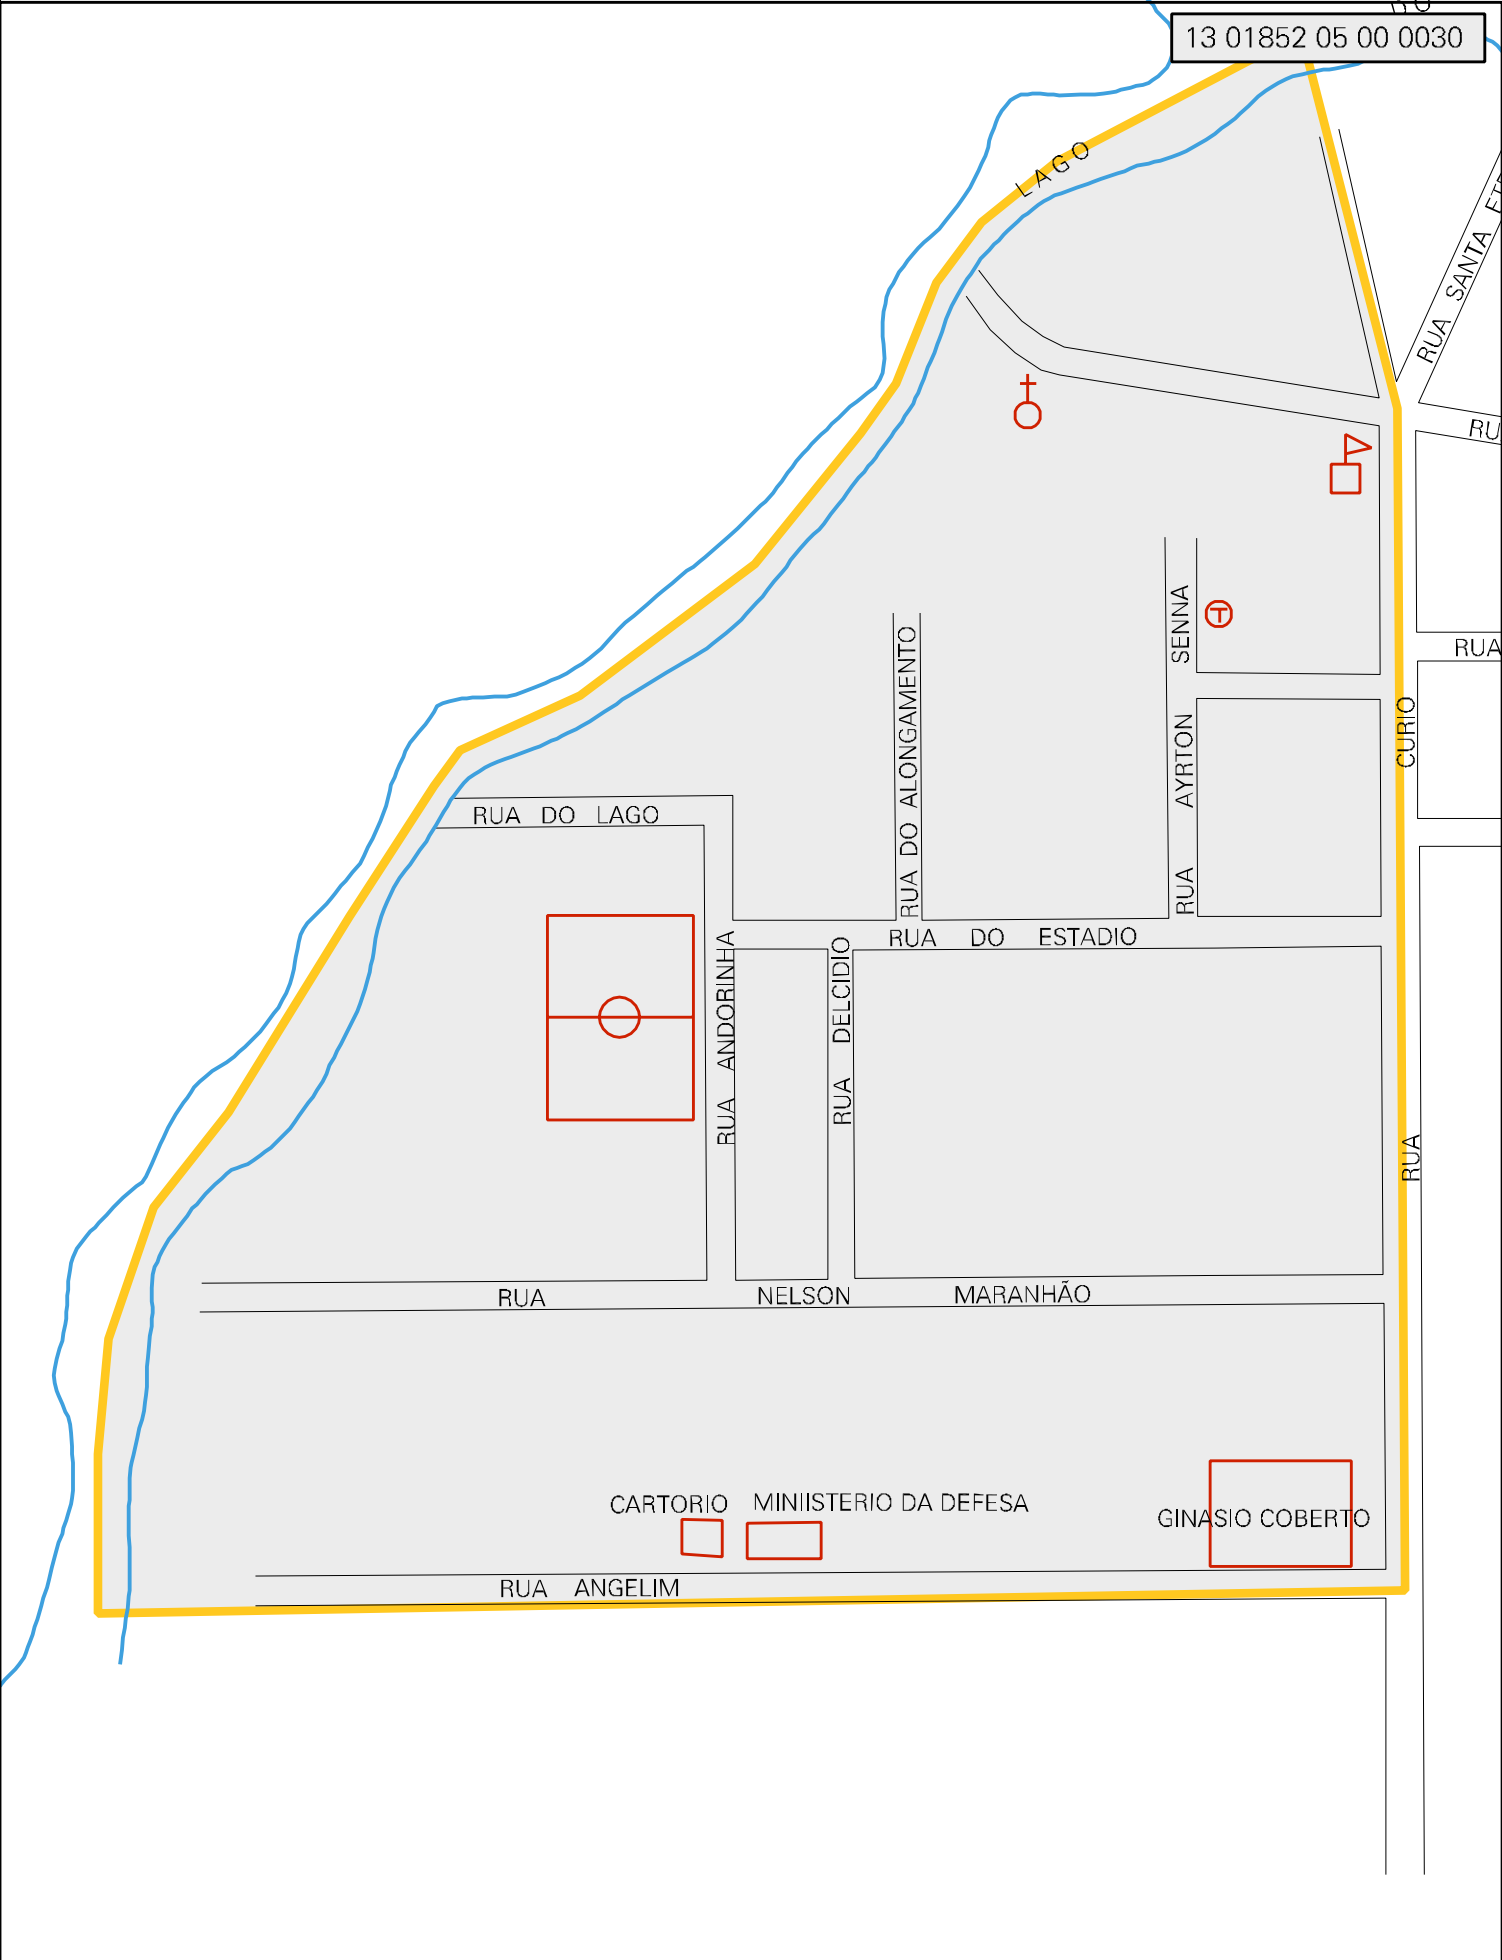 13 01852 05 00 0030
LAGO
RUA SANTA
RU
SENNA
RUA
RUA DO ALONGAMENTO
CURIO
AYRTON
RUA DO LAGO
RUA
RUA DO ESTADIO
RUA ANDORINHA
RUA DELCIDIO
RUA
RUA NELSON MARANHÃO
CARTORIO
MINIISTERIO DA DEFESA
GINASIO COBERTO
RUA ANGELIM